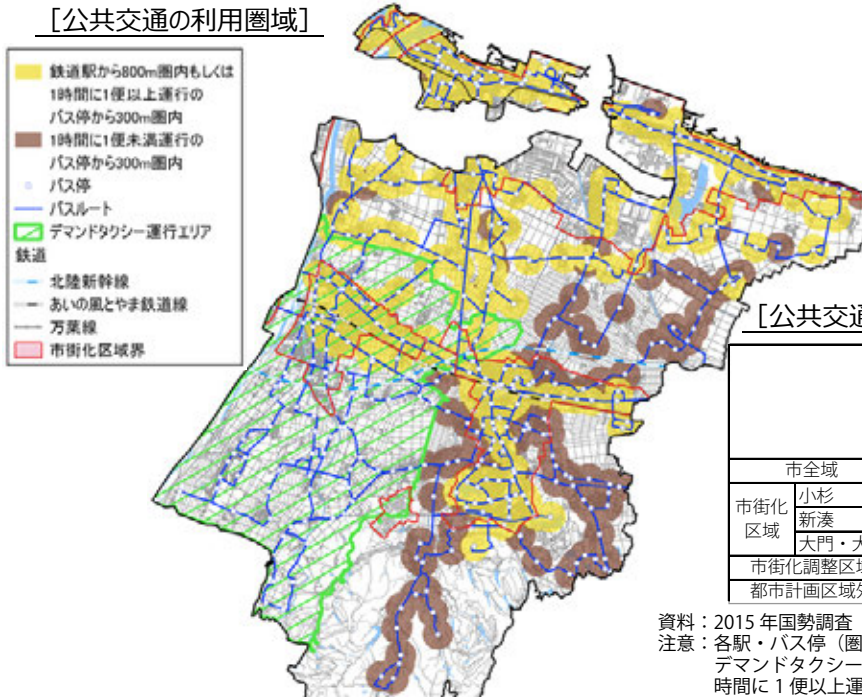 [公共交通の利用圏域]
鉄道駅から800m圏内もしくは
1時間に1便以上運行の
バス停から300m圏内
1時間に1便未満運行の
バス停から300m圏内
バス停
バスルート
デマンドタクシー運行エリア
鉄道
北陸新幹線
あいの風とやま鉄道線
万葉線
市街化区域界
[公共交通
市全域
市街化
区域
小杉
新湊
大門・大
市街化調整区域
都市計画区域外
資料：2015 年国勢調査
注意：各駅・バス停（圏
デマンドタクシー
時間に 1 便以上運